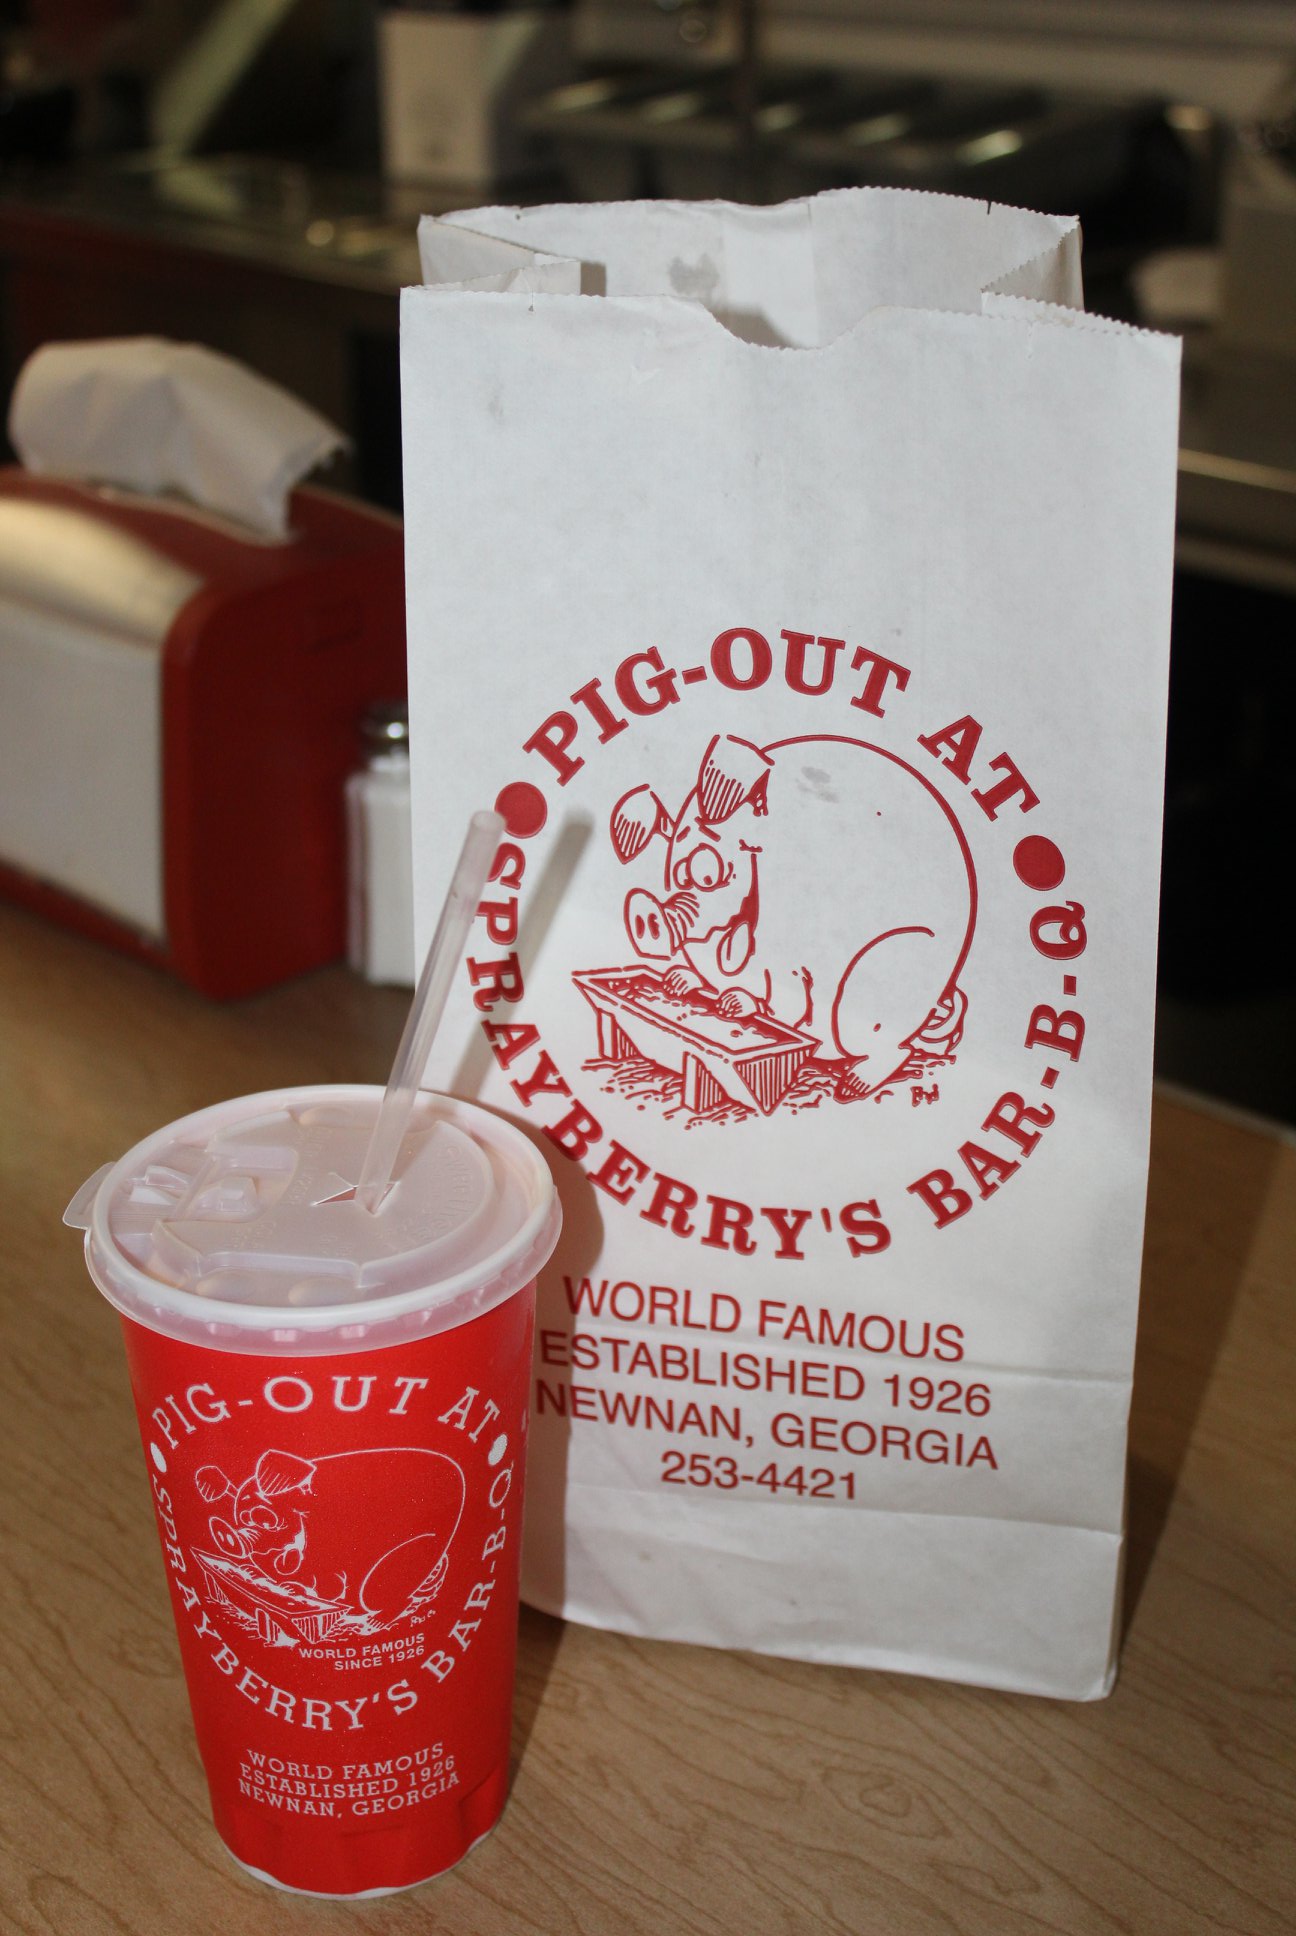 PIG-OUT AT
SPRAYBERRY'S BAR-B-Q
WORLD FAMOUS
ESTABLISHED 1926
NEWNAN, GEORGIA
253-4421
PIG-OUT AT
SPRAYBERRY'S BAR-B-Q
WORLD FAMOUS
SINCE 1926
WORLD FAMOUS
ESTABLISHED 1926
NEWNAN, GEORGIA